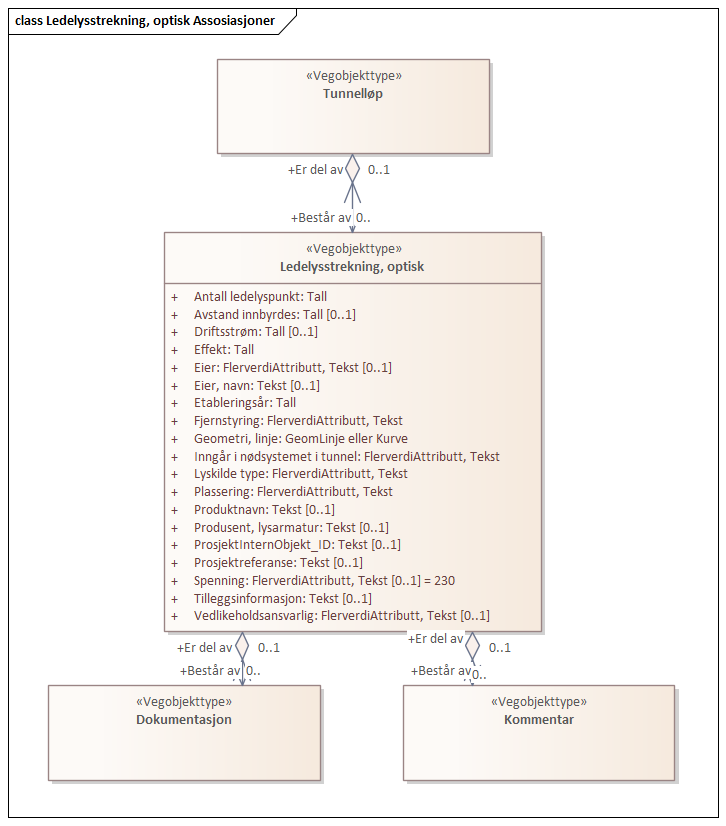 class Ledelysstrekning, optisk Assosiasjoner
«Vegobjekttype»
Tunnelløp
+Er del av 0..1
+Består av 0..
«Vegobjekttype»
Ledelysstrekning, optisk
+ Antall ledelyspunkt: Tall
+ Avstand innbyrdes: Tall [0..1]
+ Driftsstrøm: Tall [0..1]
+ Effekt: Tall
+ Eier: FlerverdiAttributt, Tekst [0..1]
+ Eier, navn: Tekst [0..1]
+ Etableringsår: Tall
+ Fjernstyring: FlerverdiAttributt, Tekst
+ Geometri, linje: GeomLinje eller Kurve
+ Inngår i nødsystemet i tunnel: FlerverdiAttributt, Tekst
+ Lyskilde type: FlerverdiAttributt, Tekst
+ Plassering: FlerverdiAttributt, Tekst
+ Produktnavn: Tekst [0..1]
+ Produsent, lysarmatur: Tekst [0..1]
+ ProsjektInternObjekt_ID: Tekst [0..1]
+ Prosjektreferanse: Tekst [0..1]
+ Spenning: FlerverdiAttributt, Tekst [0..1] = 230
+ Tilleggsinformasjon: Tekst [0..1]
+ Vedlikeholdsansvarlig: FlerverdiAttributt, Tekst [0..1]
+Er del av 0..1
+Er del av 0..1
+Består av 0..
+Består av 0..
«Vegobjekttype»
Dokumentasjon
«Vegobjekttype»
Kommentar